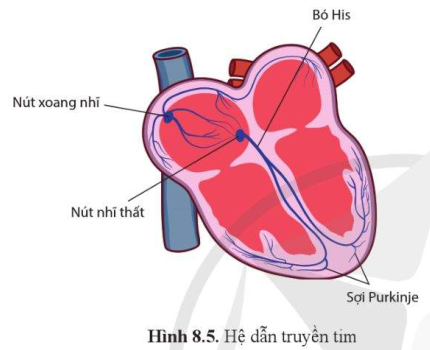 Bó His
Nút xoang nhĩ
Nút nhĩ thất
Sợi Purkinje
Hình 8.5. Hệ dẫn truyền tim